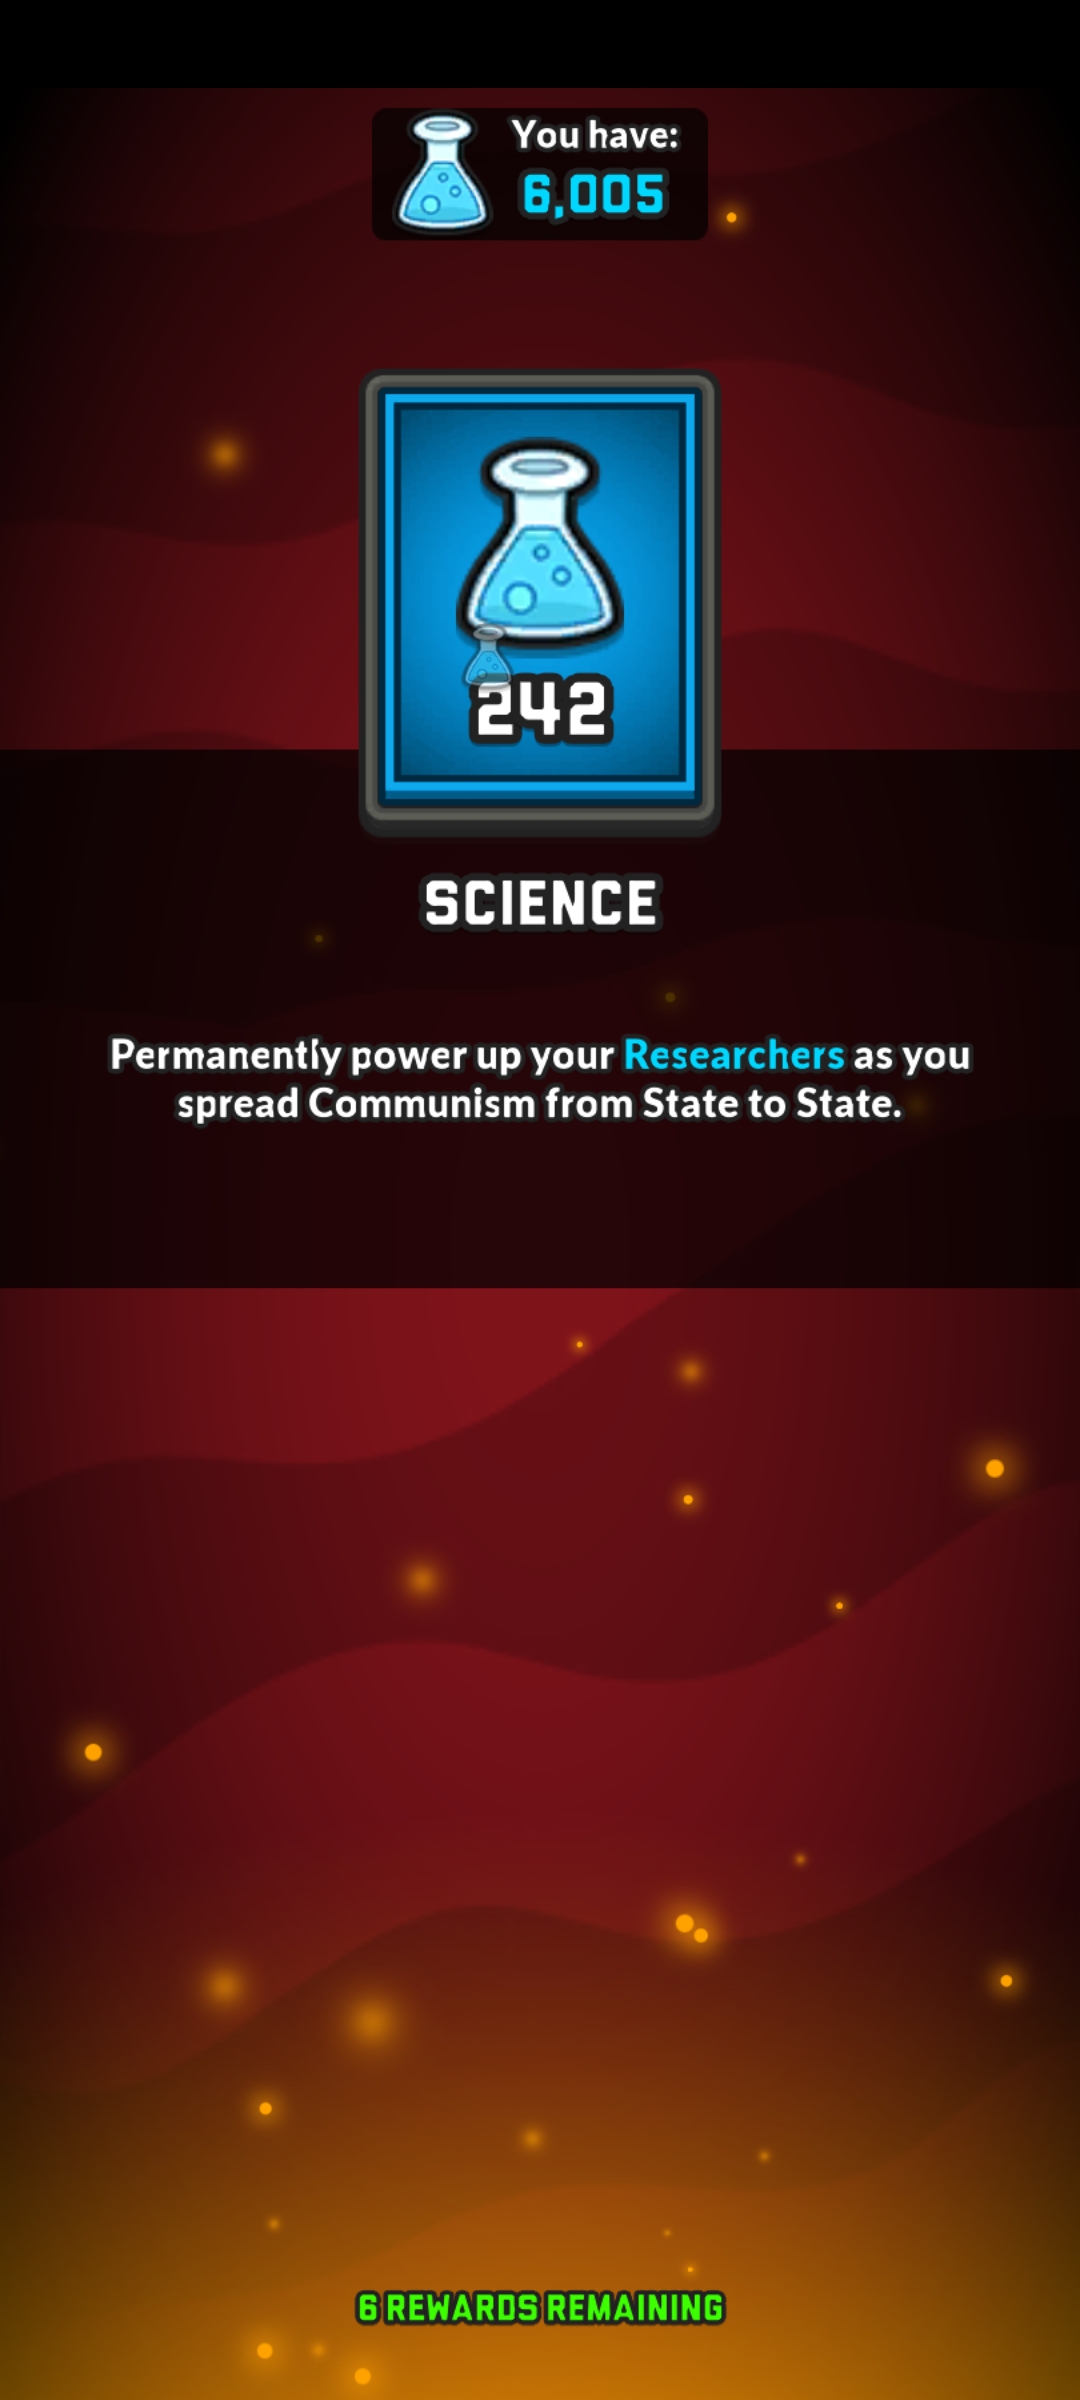 You have:
6,005
242
SCIENCE
Permanently power up your Researchers as you
spread Communism from State to State.
6 REWARDS REMAINING